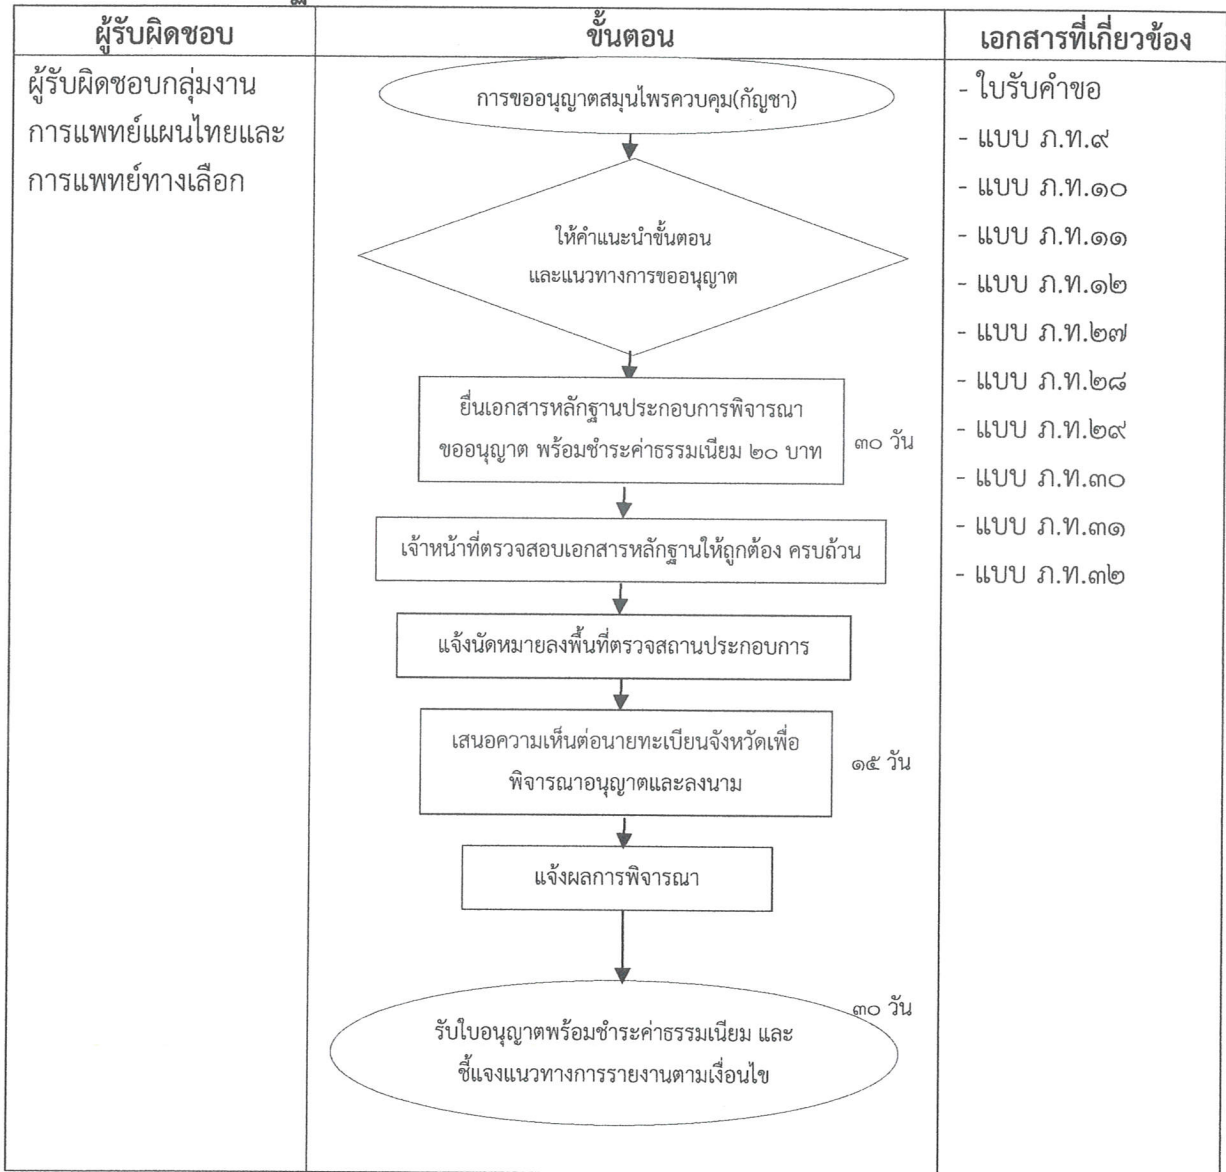 ผู้รับผิดชอบ
ขั้นตอน
เอกสารที่เกี่ยวข้อง
ผู้รับผิดชอบกลุ่มงาน
การแพทย์แผนไทยและ
การแพทย์ทางเลือก
การขออนุญาตสมุนไพรควบคุม(กัญชา)
ให้คำแนะนำขั้นตอน
และแนวทางการขออนุญาต
ยื่นเอกสารหลักฐานประกอบการพิจารณา
ขออนุญาต พร้อมชำระค่าธรรมเนียม ๒๐ บาท
๓๐ วัน
เจ้าหน้าที่ตรวจสอบเอกสารหลักฐานให้ถูกต้อง ครบถ้วน
แจ้งนัดหมายลงพื้นที่ตรวจสถานประกอบการ
เสนอความเห็นต่อนายทะเบียนจังหวัดเพื่อ
พิจารณาอนุญาตและลงนาม
๑๕ วัน
แจ้งผลการพิจารณา
๓๐ วัน
รับใบอนุญาตพร้อมชำระค่าธรรมเนียม และ
ชี้แจงแนวทางการรายงานตามเงื่อนไข
- ใบรับคำขอ
- แบบ ภ.ท.๙
- แบบ ภ.ท.๑๐
- แบบ ภ.ท.๑๑
- แบบ ภ.ท.๑๒
- แบบ ภ.ท.๒๗
- แบบ ภ.ท.๒๘
- แบบ ภ.ท.๒๙
- แบบ ภ.ท.๓๐
- แบบ ภ.ท.๓๑
- แบบ ภ.ท.๓๒